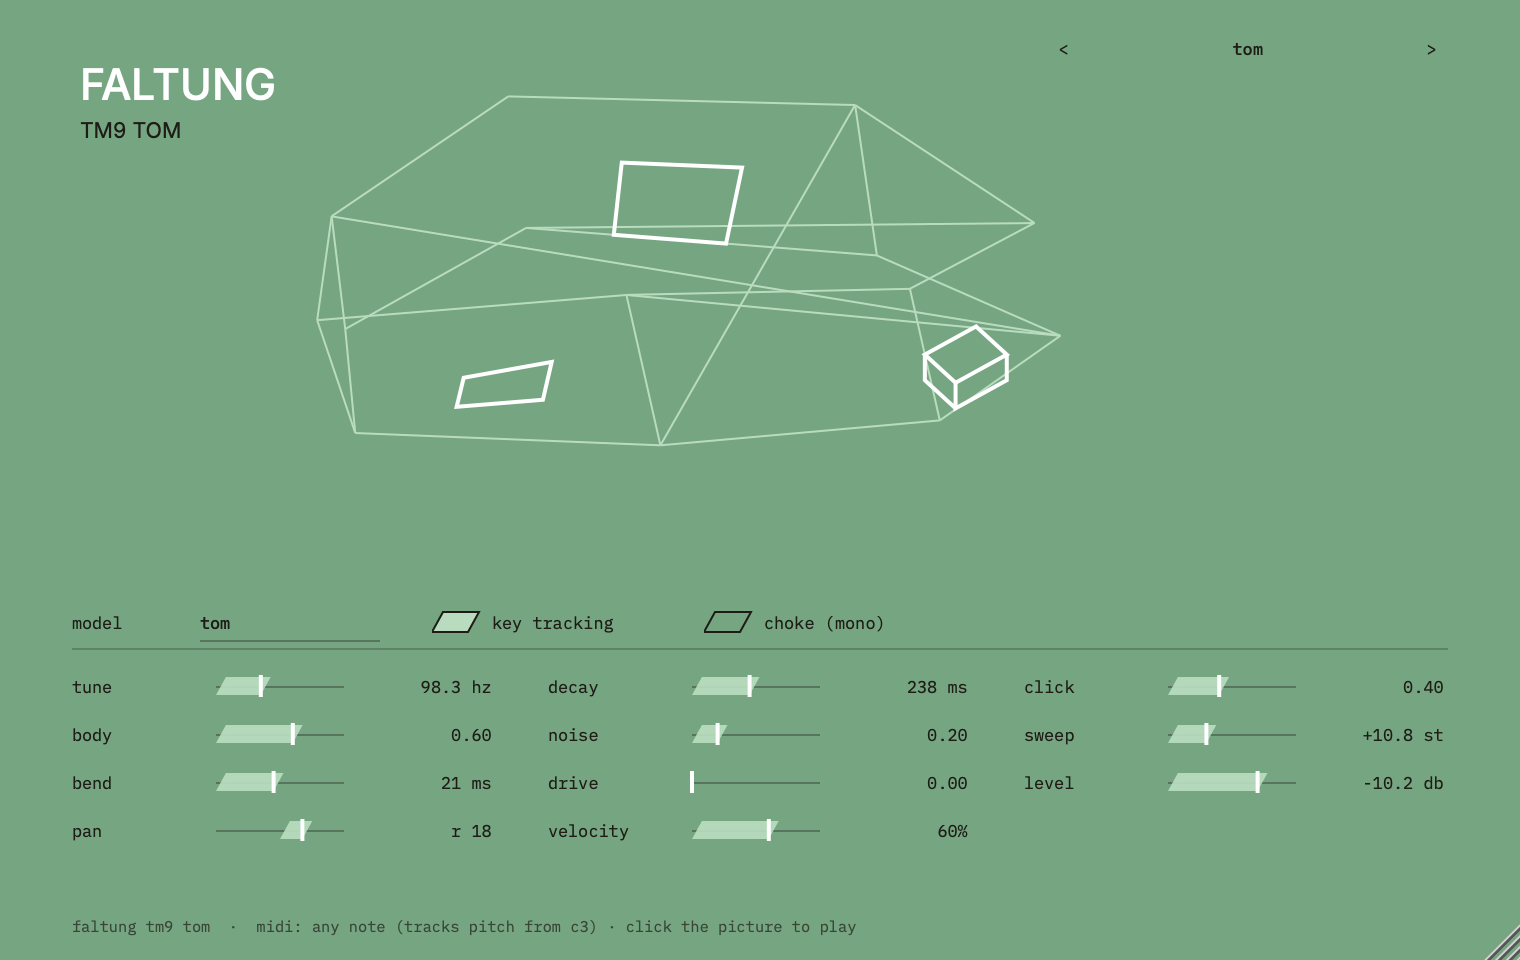 < tom >
FALTUNG
TM9 TOM
model tom key tracking choke (mono)
tune 98.3 hz decay 238 ms click 0.40
body 0.60 noise 0.20 sweep +10.8 st
bend 21 ms drive 0.00 level -10.2 db
pan r 18 velocity 60%
faltung tm9 tom · midi: any note (tracks pitch from c3) · click the picture to play